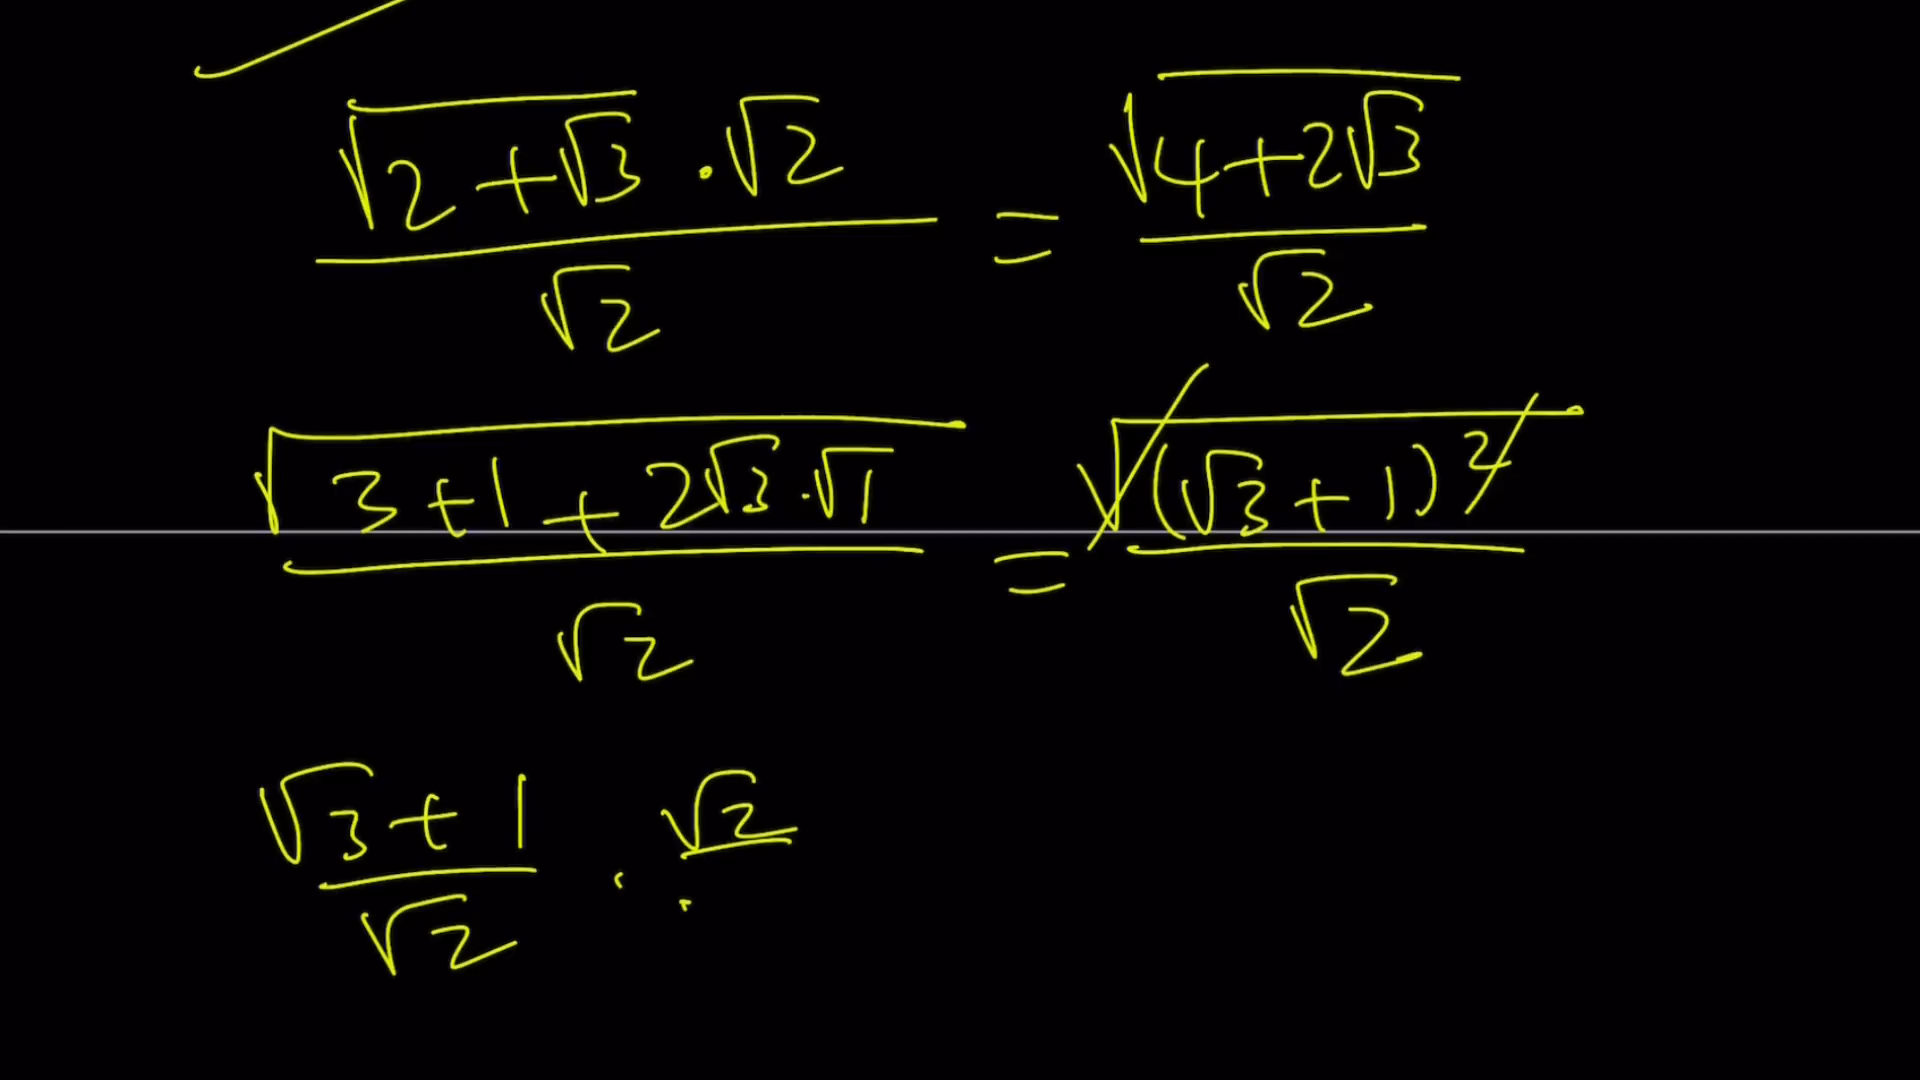 √(2+√3) · √2 / √2 = √(4+2√3) / √2
√(3+1+2√3·√1) / √2 = √((√3+1)²) / √2
(√3+1) / √2 · √2 /